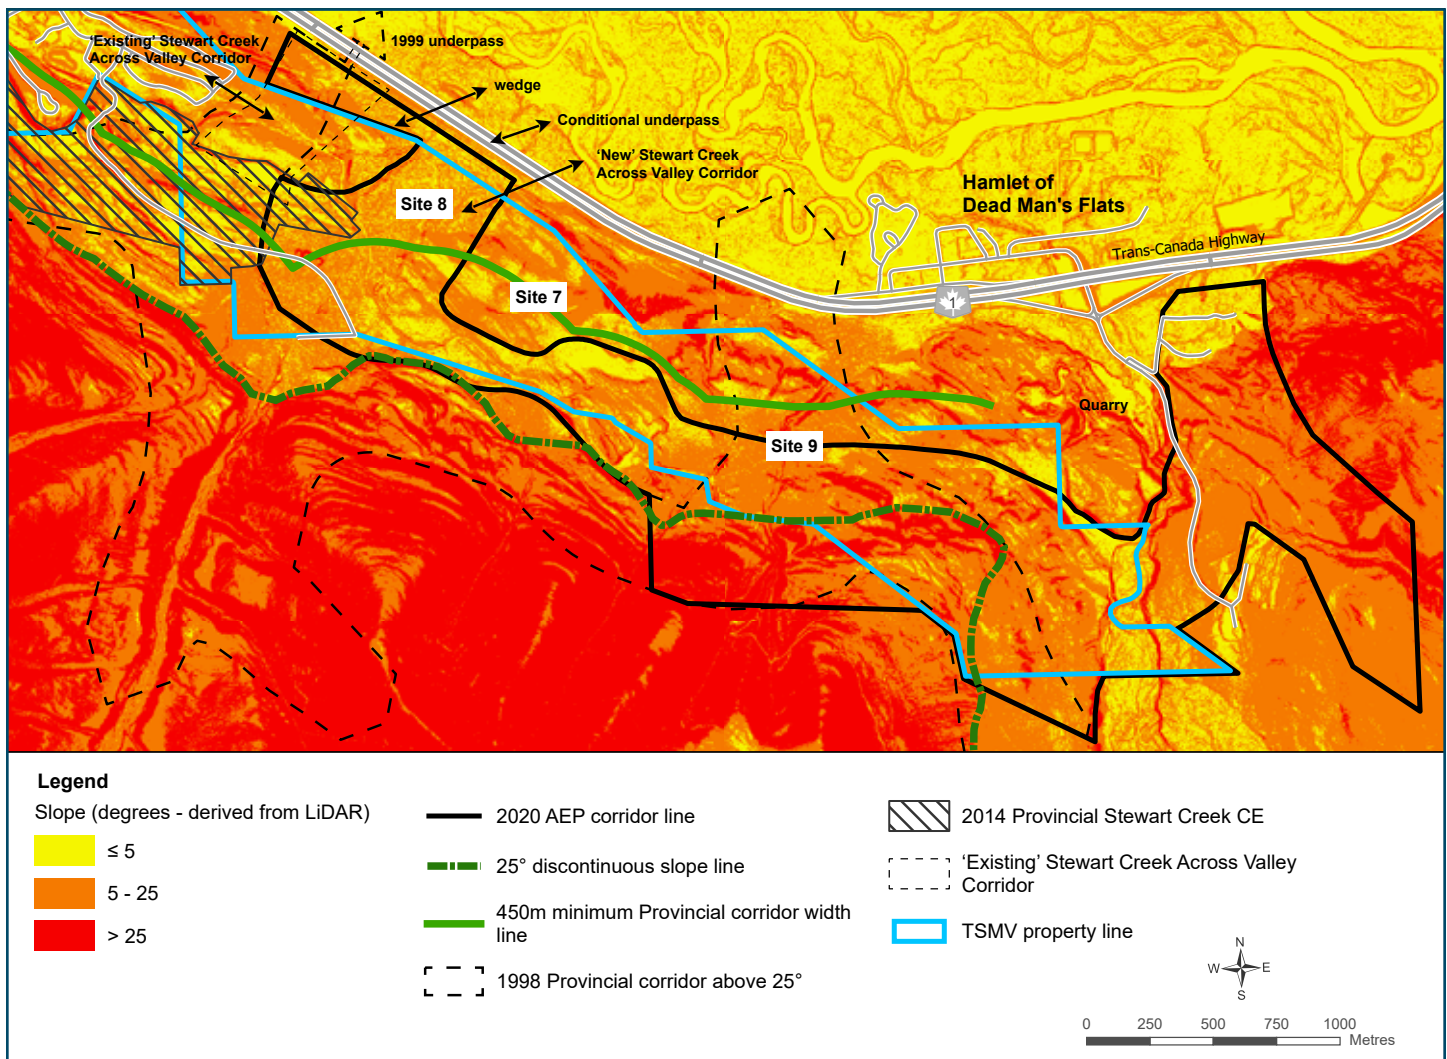 'Existing' Stewart Creek
Across Valley Corridor
1999 underpass
wedge
Conditional underpass
'New' Stewart Creek
Across Valley Corridor
Site 8
Hamlet of
Dead Man's Flats
Trans-Canada Highway
1
Site 7
Quarry
Site 9
Legend
Slope (degrees - derived from LiDAR)
≤ 5
5 - 25
> 25
2020 AEP corridor line
25° discontinuous slope line
450m minimum Provincial corridor width
line
1998 Provincial corridor above 25°
2014 Provincial Stewart Creek CE
'Existing' Stewart Creek Across Valley
Corridor
TSMV property line
N
W E
S
0 250 500 750 1000
Metres